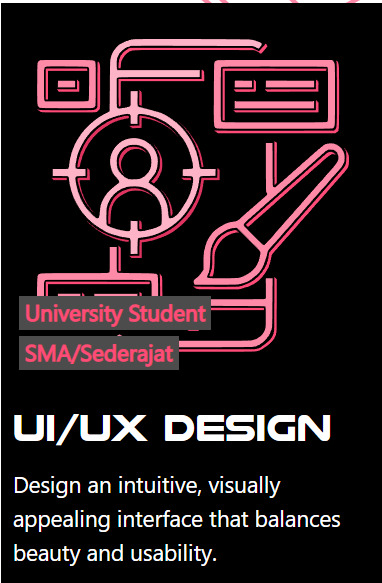 University Student
SMA/Sederajat
UI/UX DESIGN
Design an intuitive, visually
appealing interface that balances
beauty and usability.